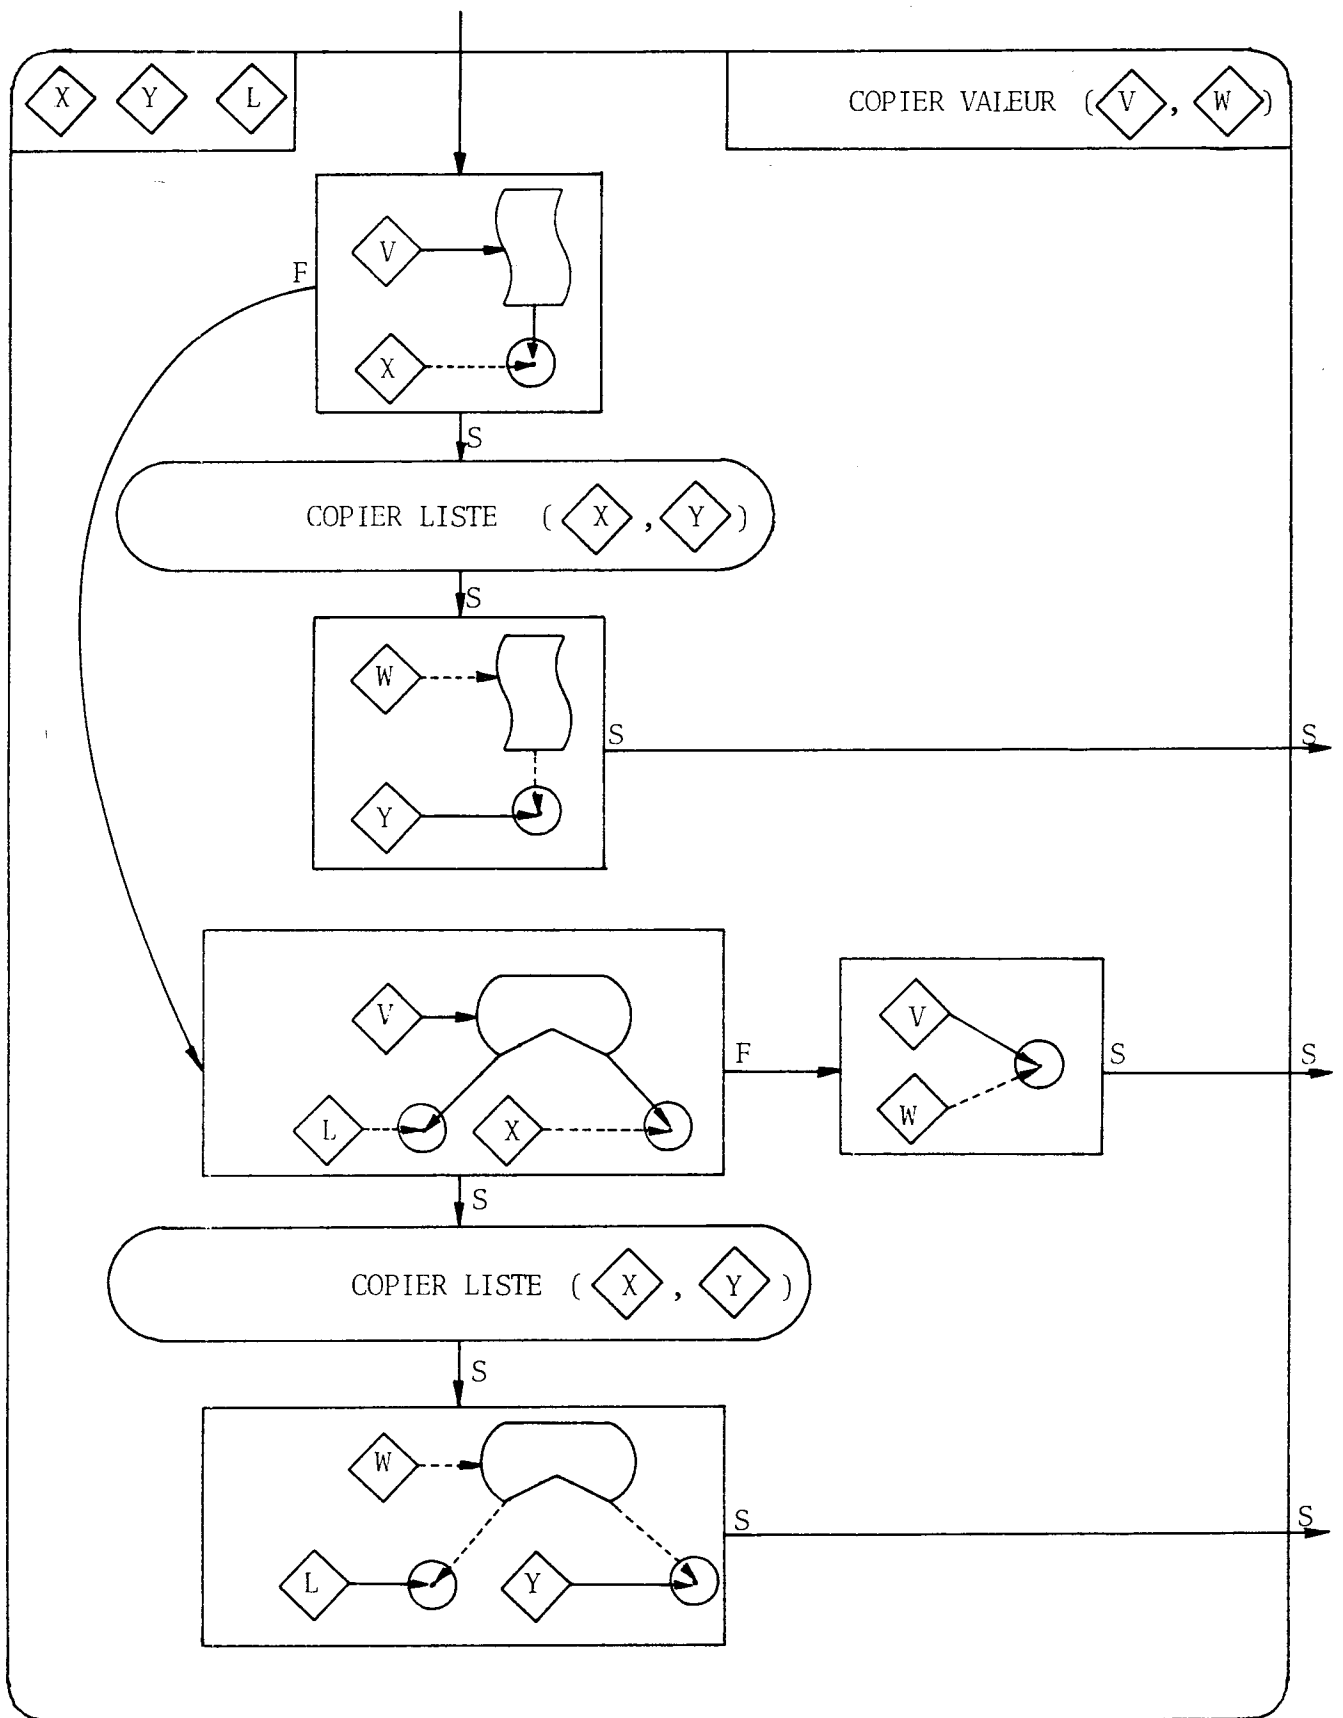 X Y L
COPIER VALEUR (V, W)
V
F
X
S
COPIER LISTE (X, Y)
S
W
S S
Y
V
F
V
S S
L X
W
S
COPIER LISTE (X, Y)
S
W
S S
L Y